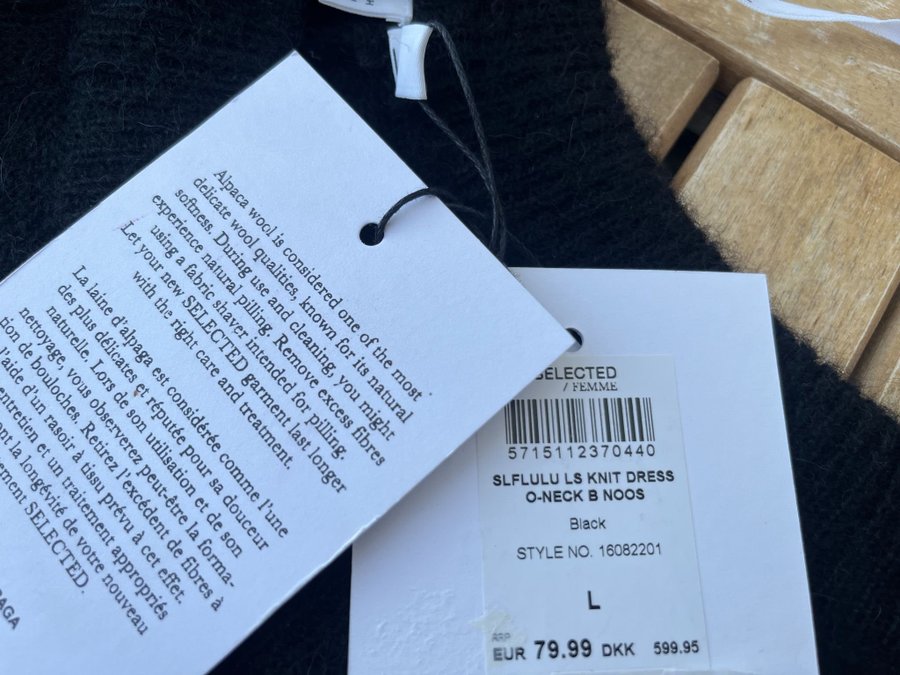 Alpaca wool is considered one of the most
delicate wool qualities, known for its natural
softness. During use and cleaning, you might
experience natural pilling. Remove excess fibres
using a fabric shaver intended for pilling.
Let your new SELECTED garment last longer
with the right care and treatment.
La laine d'alpaga est considérée comme l'une
des plus délicates et réputée pour sa douceur
naturelle. Lors de son utilisation et de son
nettoyage, vous observerez peut-être la forma-
tion de bouloches. Retirez l'excédent de fibres à
l'aide d'un rasoir à tissu prévu à cet effet.
entretien et un traitement appropriés
la longévité de votre nouveau
SELECTED.
SELECTED
/ FEMME
5715112370440
SLFLULU LS KNIT DRESS
O-NECK B NOOS
Black
STYLE NO. 16082201
L
ARP
EUR 79.99 DKK 599.95